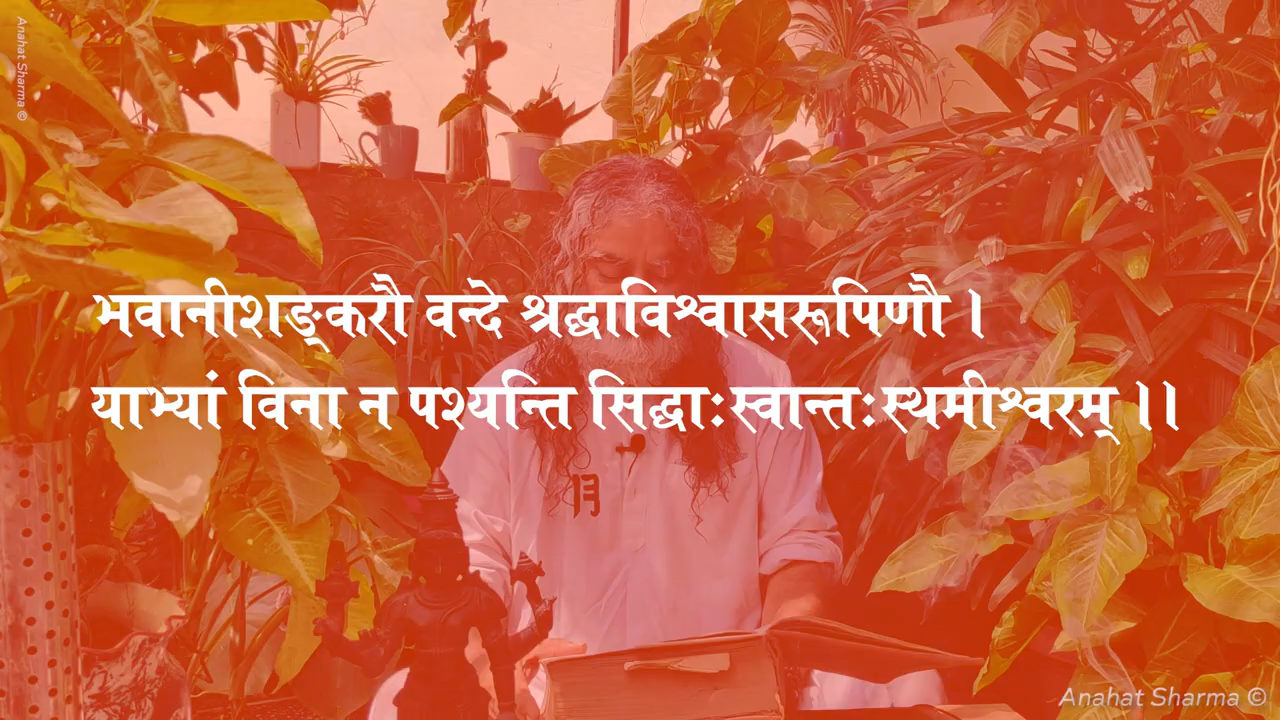 Anahat Sharma ©
भवानीशङ्करौ वन्दे श्रद्धाविश्वासरूपिणौ ।
याभ्यां विना न पश्यन्ति सिद्धाःस्वान्तःस्थमीश्वरम् ।।
Anahat Sharma ©